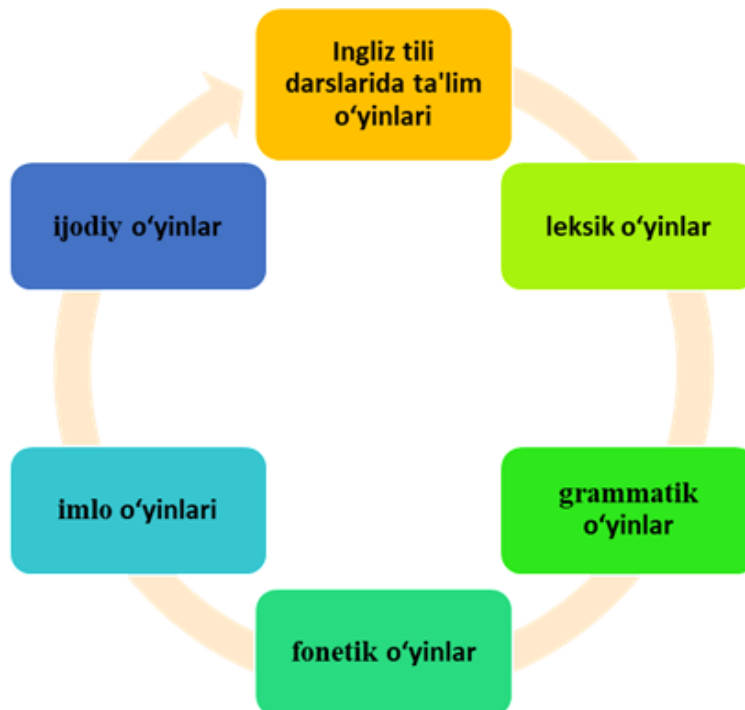 Ingliz tili
darslarida ta'lim
o‘yinlari
leksik o‘yinlar
grammatik
o‘yinlar
fonetik o‘yinlar
imlo o‘yinlari
ijodiy o‘yinlar